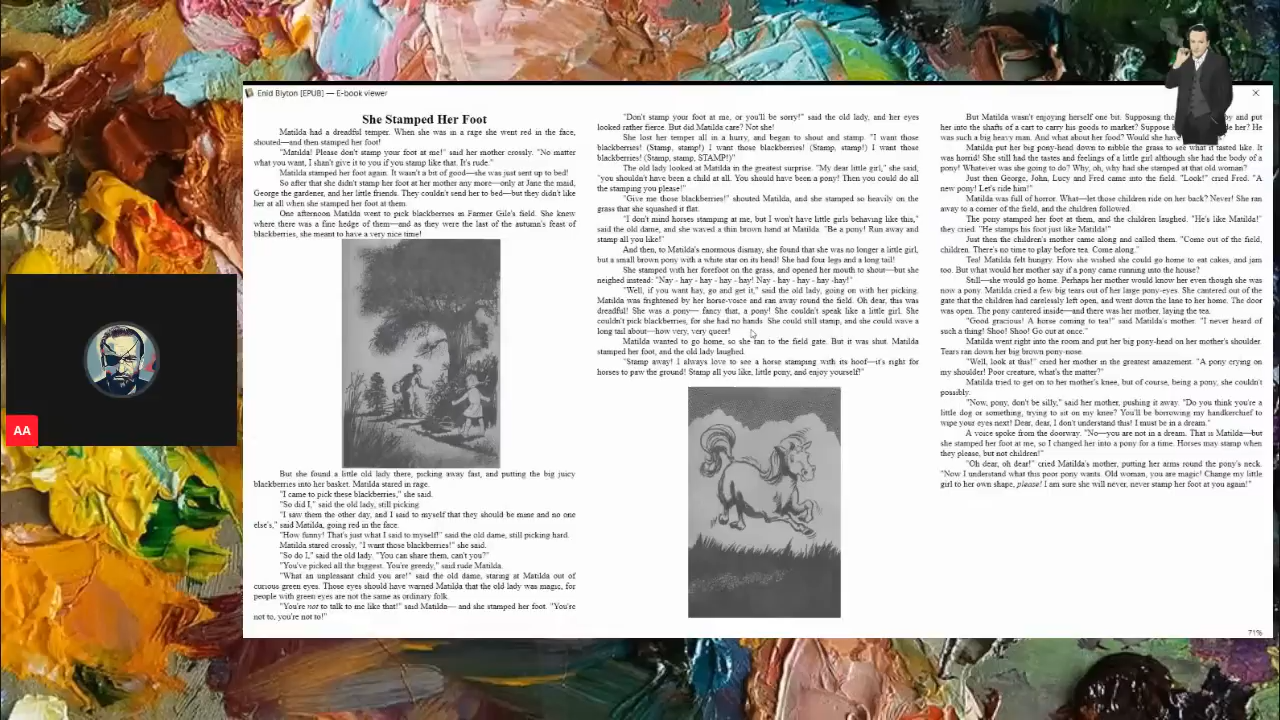 Enid Blyton [EPUB] — E-book viewer
She Stamped Her Foot
Matilda had a dreadful temper. When she was in a rage she went red in the face,
shouted—and then stamped her foot!
"Matilda! Please don't stamp your foot at me!" said her mother crossly. "No matter
what you want, I shan't give it to you if you stamp like that. It's rude."
Matilda stamped her foot again. It wasn't a bit of good—she was just sent up to bed!
So after that she didn't stamp her foot at her mother any more—only at Jane the maid,
George the gardener, and her little friends. They couldn't send her to bed—but they didn't like
her at all when she stamped her foot at them.
One afternoon Matilda went to pick blackberries in Farmer Gile's field. She knew
where there was a fine hedge of them—and as they were the last of the autumn's feast of
blackberries, she meant to have a very nice time!
But she found a little old lady there, picking away fast, and putting the big juicy
blackberries into her basket. Matilda stared in rage.
"I came to pick these blackberries," she said.
"So did I," said the old lady, still picking.
"I saw them the other day, and I said to myself that they should be mine and no one
else's," said Matilda, going red in the face.
"How funny! That's just what I said to myself!" said the old dame, still picking hard.
Matilda stared crossly, "I want those blackberries!" she said.
"So do I," said the old lady. "You can share them, can't you?"
"You've picked all the biggest. You're greedy," said rude Matilda.
"What an unpleasant child you are!" said the old dame, staring at Matilda out of
curious green eyes. Those eyes should have warned Matilda that the old lady was magic, for
people with green eyes are not the same as ordinary folk.
"You're not to talk to me like that!" said Matilda— and she stamped her foot. "You're
not to, you're not to!"
"Don't stamp your foot at me, or you'll be sorry!" said the old lady, and her eyes
looked rather fierce. But did Matilda care? Not she!
She lost her temper all in a hurry, and began to shout and stamp. "I want those
blackberries! (Stamp, stamp!) I want those blackberries! (Stamp, stamp!) I want those
blackberries! (Stamp, stamp, STAMP!)"
The old lady looked at Matilda in the greatest surprise. "My dear little girl," she said,
"you shouldn't have been a child at all. You should have been a pony! Then you could do all
the stamping you please!"
"Give me those blackberries!" shouted Matilda, and she stamped so heavily on the
grass that she squashed it flat.
"I don't mind horses stamping at me, but I won't have little girls behaving like this,"
said the old dame, and she waved a thin brown hand at Matilda. "Be a pony! Run away and
stamp all you like!"
And then, to Matilda's enormous dismay, she found that she was no longer a little girl,
but a small brown pony with a white star on its head! She had four legs and a long tail!
She stamped with her forefoot on the grass, and opened her mouth to shout—but she
neighed instead: "Nay - hay - hay - hay - hay! Nay - hay - hay - hay -hay!"
"Well, if you want hay, go and get it," said the old lady, going on with her picking.
Matilda was frightened by her horse-voice and ran away round the field. Oh dear, this was
dreadful! She was a pony— fancy that, a pony! She couldn't speak like a little girl. She
couldn't pick blackberries, for she had no hands. She could still stamp, and she could wave a
long tail about—how very, very queer!
Matilda wanted to go home, so she ran to the field gate. But it was shut. Matilda
stamped her foot, and the old lady laughed.
"Stamp away! I always love to see a horse stamping with its hoof—it's right for
horses to paw the ground! Stamp all you like, little pony, and enjoy yourself!"
But Matilda wasn't enjoying herself one bit. Supposing the
put
her into the shafts of a cart to carry his goods to market? Suppose
her? He
was such a big heavy man. And what about her food? Would she have
Matilda put her big pony-head down to nibble the grass to see what it tasted like. It
was horrid! She still had the tastes and feelings of a little girl although she had the body of a
pony! Whatever was she going to do? Why, oh, why had she stamped at that old woman?
Just then George, John, Lucy and Fred came into the field. "Look!" cried Fred. "A
new pony! Let's ride him!"
Matilda was full of horror. What—let those children ride on her back? Never! She ran
away to a corner of the field, and the children followed.
The pony stamped her foot at them, and the children laughed. "He's like Matilda!"
they cried. "He stamps his foot just like Matilda!"
Just then the children's mother came along and called them. "Come out of the field,
children. There's no time to play before tea. Come along."
Tea! Matilda felt hungry. How she wished she could go home to eat cakes, and jam
too. But what would her mother say if a pony came running into the house?
Still—she would go home. Perhaps her mother would know her even though she was
now a pony. Matilda cried a few big tears out of her large pony-eyes. She cantered out of the
gate that the children had carelessly left open, and went down the lane to her home. The door
was open. The pony cantered inside—and there was her mother, laying the tea.
"Good gracious! A horse coming to tea!" said Matilda's mother. "I never heard of
such a thing! Shoo! Shoo! Go out at once."
Matilda went right into the room and put her big pony-head on her mother's shoulder.
Tears ran down her big brown pony-nose.
"Well, look at this!" cried her mother in the greatest amazement. "A pony crying on
my shoulder! Poor creature, what's the matter?"
Matilda tried to get on to her mother's knee, but of course, being a pony, she couldn't
possibly.
"Now, pony, don't be silly," said her mother, pushing it away. "Do you think you're a
little dog or something, trying to sit on my knee? You'll be borrowing my handkerchief to
wipe your eyes next! Dear, dear, I don't understand this! I must be in a dream."
A voice spoke from the doorway. "No—you are not in a dream. That is Matilda—but
she stamped her foot at me, so I changed her into a pony for a time. Horses may stamp when
they please, but not children!"
"Oh dear, oh dear!" cried Matilda's mother, putting her arms round the pony's neck.
"Now I understand what this poor pony wants. Old woman, you are magic! Change my little
girl to her own shape, please! I am sure she will never, never stamp her foot at you again!"
71%
AA